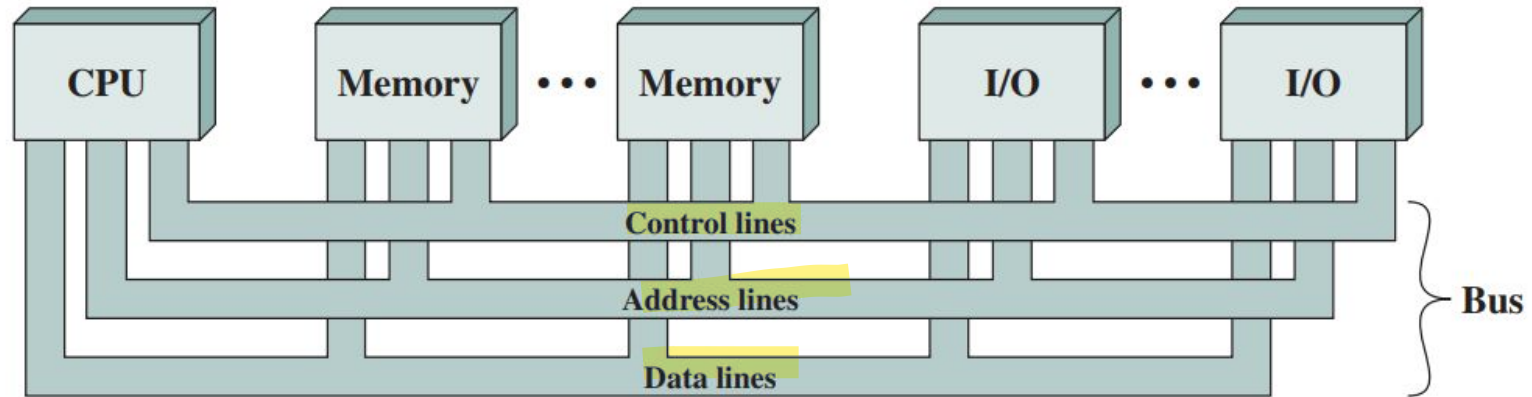 CPU
Memory
•••
Memory
I/O
•••
I/O
Control lines
Address lines
Data lines
Bus